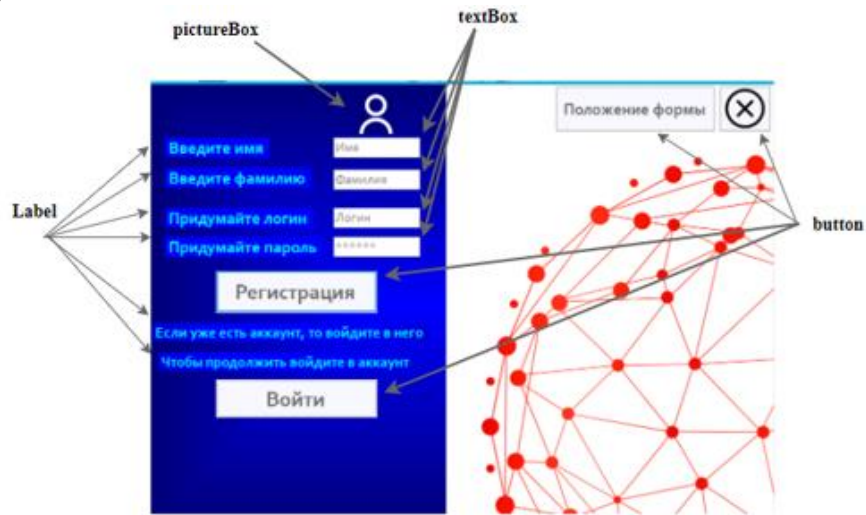 textBox
pictureBox
Положение формы
Введите имя
Имя
Введите фамилию
Фамилия
Label
Придумайте логин
Логин
button
Придумайте пароль
******
Регистрация
Если уже есть аккаунт, то войдите в него
Чтобы продолжить войдите в аккаунт
Войти